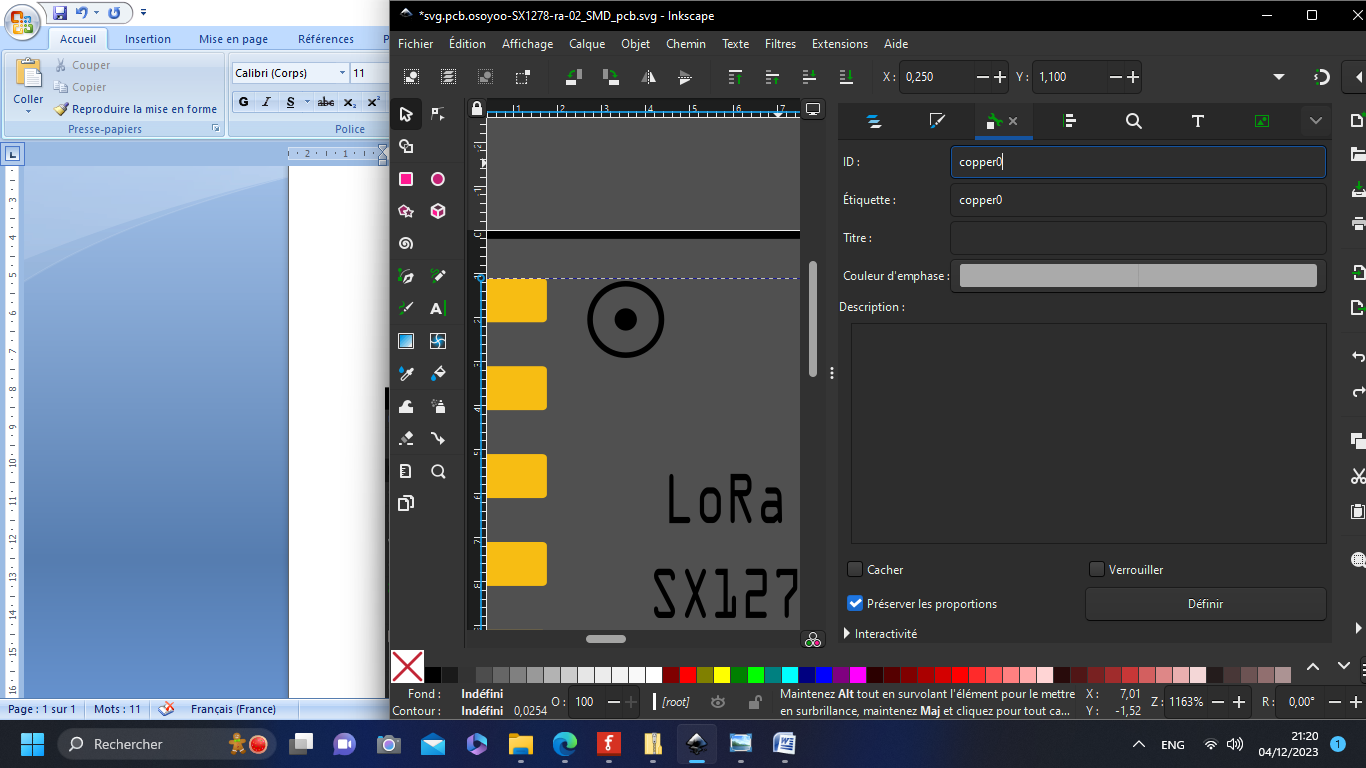 *svg.pcb.osoyoo-SX1278-ra-02_SMD_pcb.svg - Inkscape
Accueil Insertion Mise en page Références P
Fichier Édition Affichage Calque Objet Chemin Texte Filtres Extensions Aide
Coller
Couper
Copier
Reproduire la mise en forme
Presse-papiers
Calibri (Corps) 11
G I S abc X₂ X²
Police
X : 0,250 Y : 1,100
ID : copper0
Étiquette : copper0
Titre :
Couleur d'emphase :
Description :
LoRa
SX127
Cacher Verrouiller
Préserver les proportions Définir
Interactivité
Fond : Indéfini
Contour : Indéfini 0,0254
O : 100
[root]
Maintenez Alt tout en survolant l'élément pour le mettre
en surbrillance, maintenez Maj et cliquez pour tout ca...
X : 7,01
Y : -1,52
Z : 1163%
R : 0,00°
Page : 1 sur 1 Mots : 11 Français (France)
Rechercher
ENG
21:20
04/12/2023
1